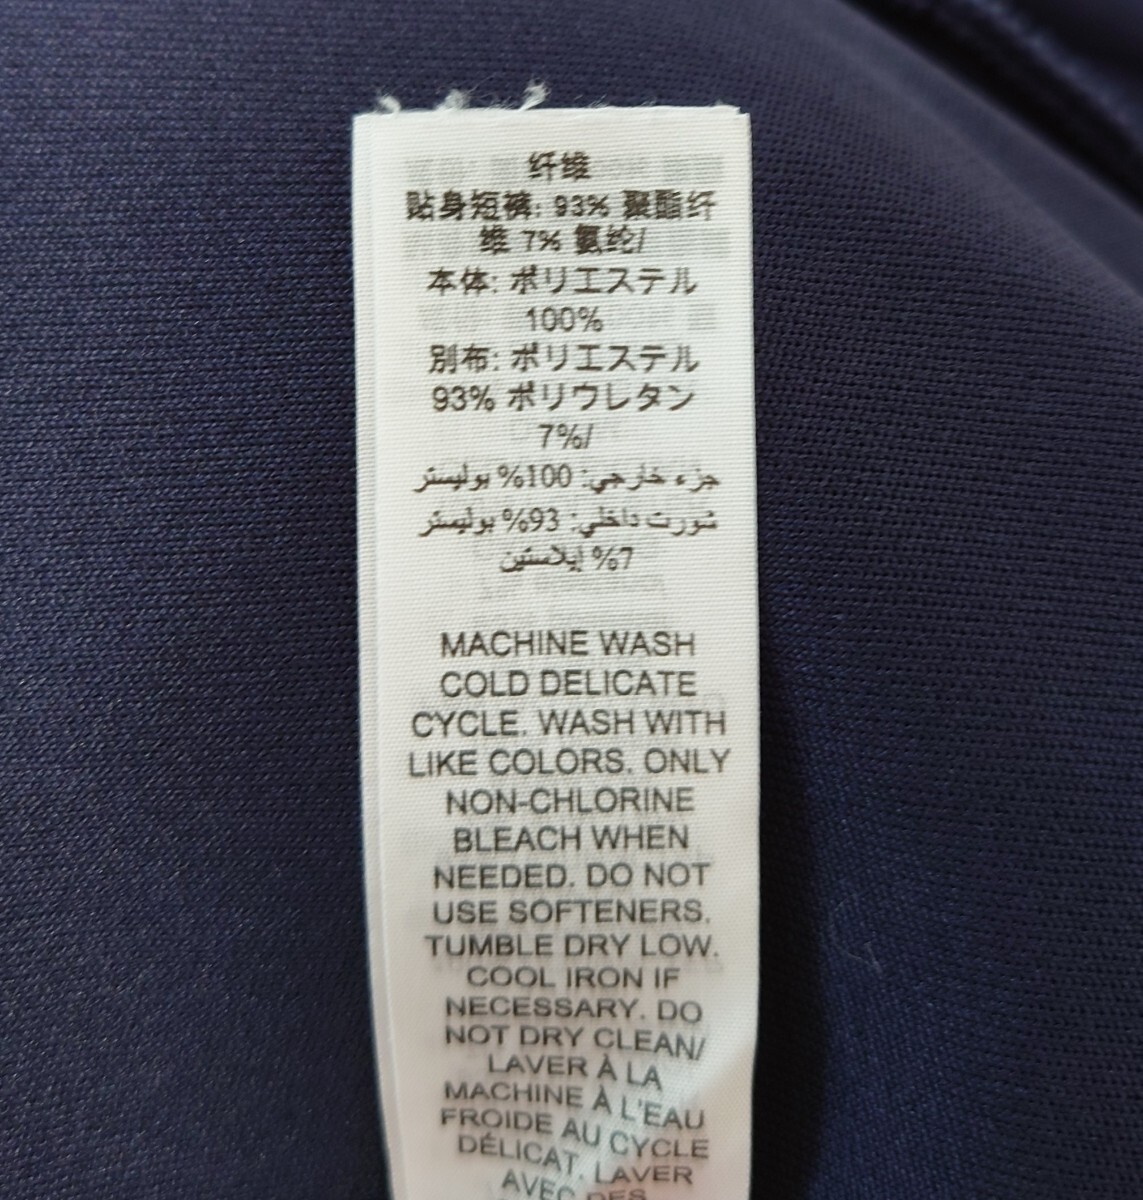 纤维
贴身短裤: 93% 聚酯纤
维 7% 氨纶/
本体: ポリエステル
100%
別布: ポリエステル
93% ポリウレタン
7%/
جزء خارجي: 100% بوليستر
شورت داخلي: 93% بوليستر
7% إيلاستين
MACHINE WASH
COLD DELICATE
CYCLE. WASH WITH
LIKE COLORS. ONLY
NON-CHLORINE
BLEACH WHEN
NEEDED. DO NOT
USE SOFTENERS.
TUMBLE DRY LOW.
COOL IRON IF
NECESSARY. DO
NOT DRY CLEAN/
LAVER À LA
MACHINE À L'EAU
FROIDE AU CYCLE
DÉLICAT. LAVER
AVEC DES